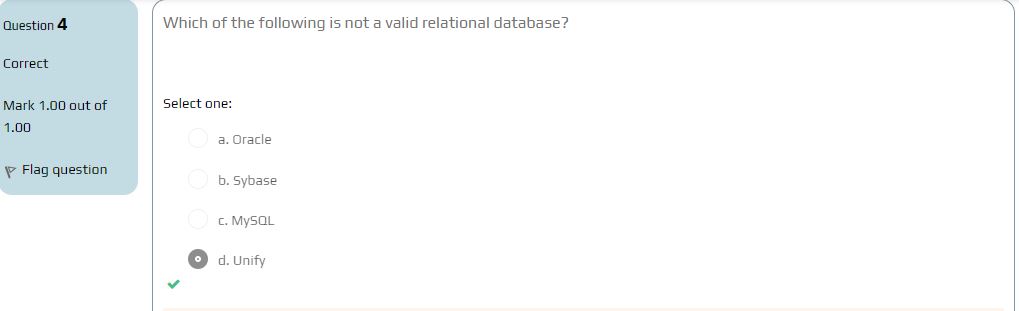 Question 4
Correct
Mark 1.00 out of
1.00
Flag question
Which of the following is not a valid relational database?
Select one:
a. Oracle
b. Sybase
c. MySQL
d. Unify